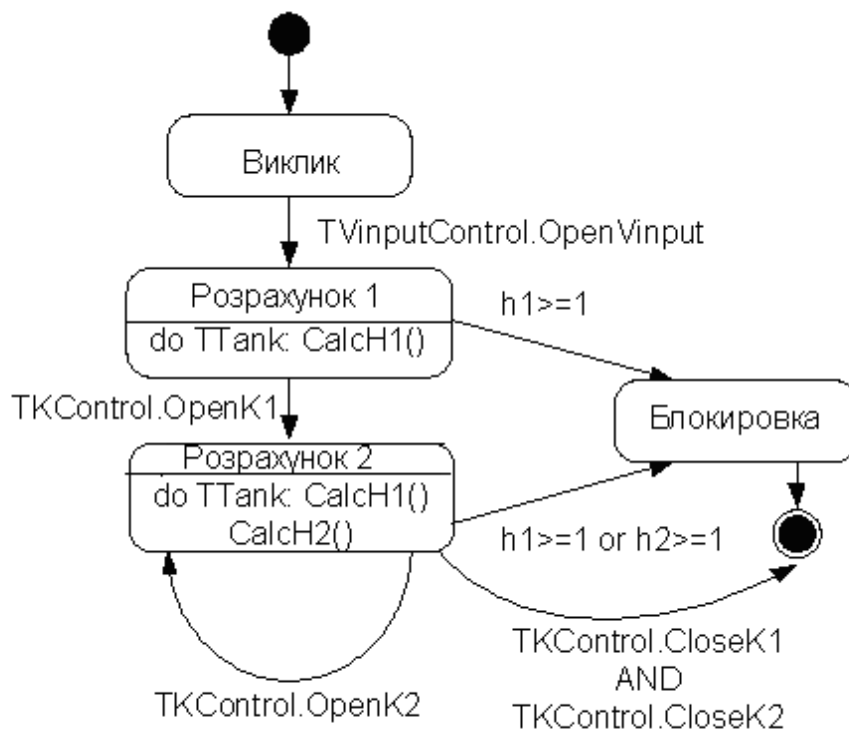 Виклик
TVinputControl.OpenVinput
Розрахунок 1
do TTank: CalcH1()
h1>=1
TKControl.OpenK1
Блокировка
Розрахунок 2
do TTank: CalcH1()
CalcH2()
h1>=1 or h2>=1
TKControl.OpenK2
TKControl.CloseK1
AND
TKControl.CloseK2